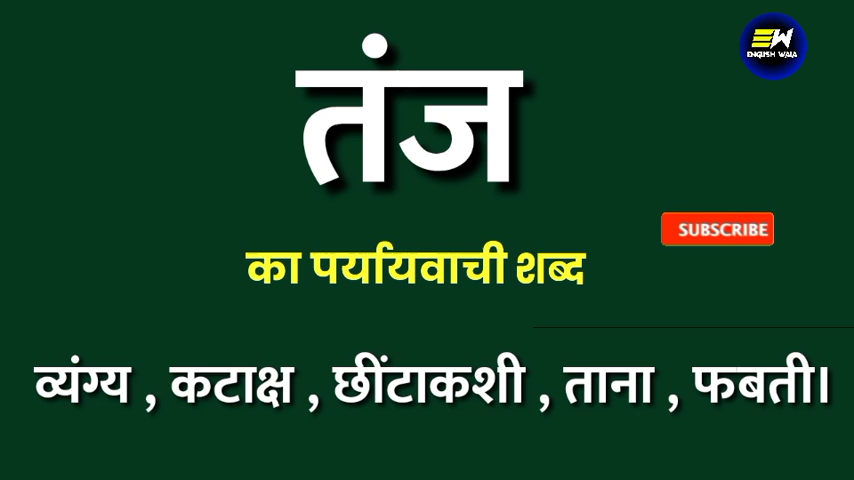 तंज
EW
ENGLISH WALA
SUBSCRIBE
का पर्यायवाची शब्द
व्यंग्य , कटाक्ष , छींटाकशी , ताना , फबती।